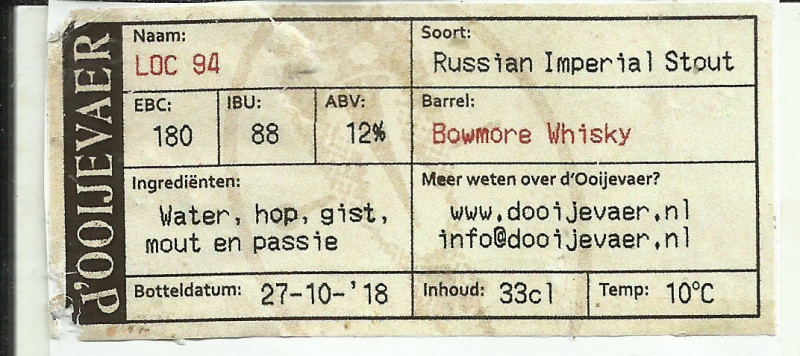 d'OOIJEVAER
Naam:
LOC 94
Soort:
Russian Imperial Stout
EBC:
180
IBU:
88
ABV:
12%
Barrel:
Bowmore Whisky
Ingrediënten:
Water, hop, gist,
mout en passie
Meer weten over d'Ooijevaer?
www.dooijevaer.nl
info@dooijevaer.nl
Botteldatum: 27-10-'18
Inhoud: 33cl
Temp: 10°C